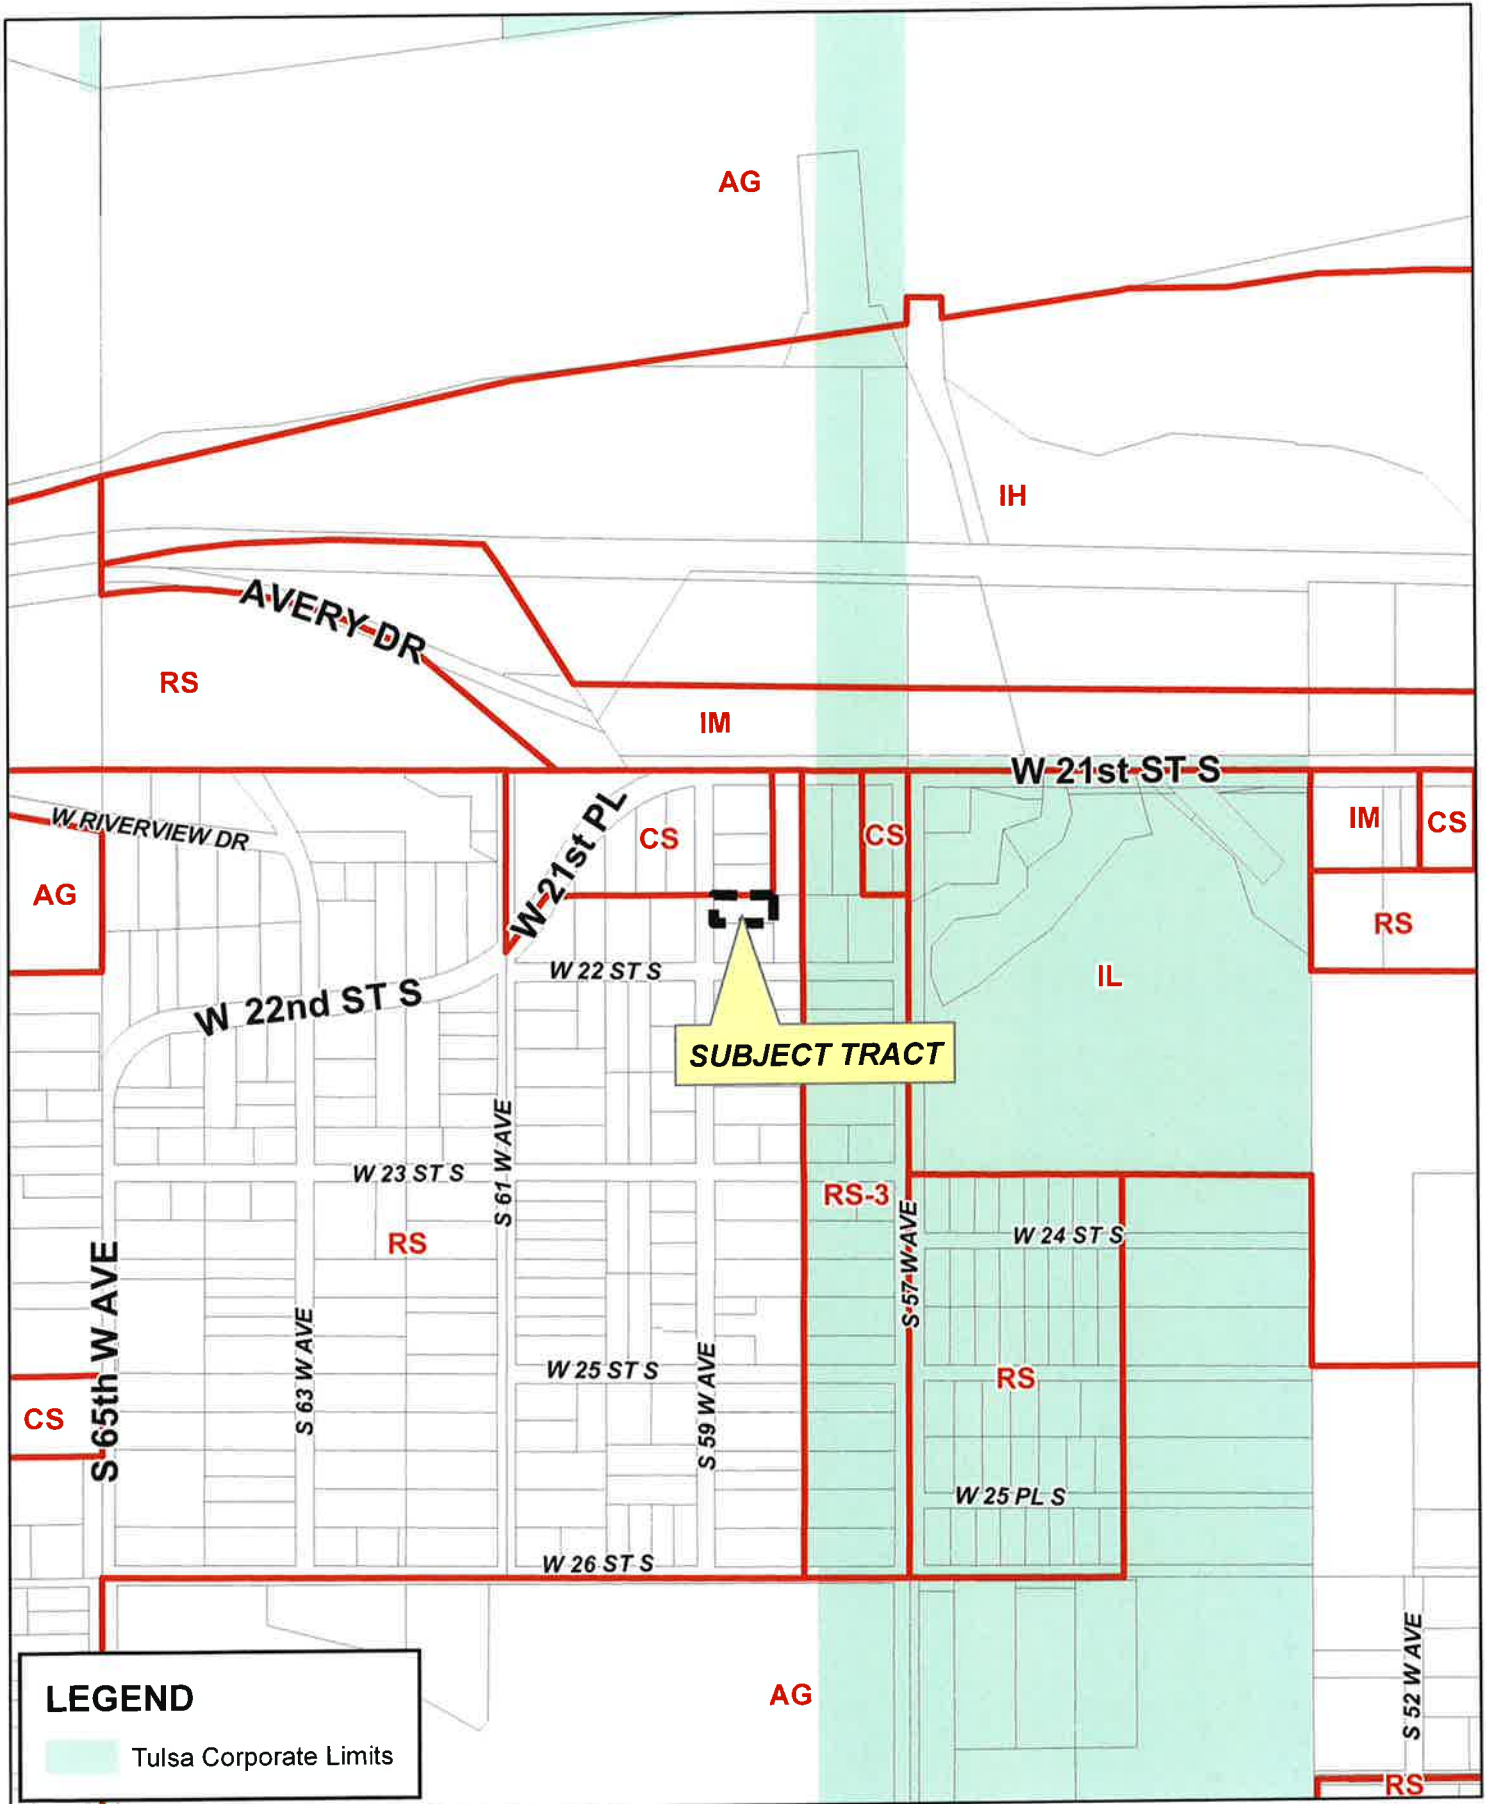 AG
IH
AVERY DR
RS
IM
W 21st ST S
W RIVERVIEW DR
W 21st PL
CS
CS
IM
CS
AG
RS
W 22 ST S
IL
W 22nd ST S
SUBJECT TRACT
S 61 W AVE
W 23 ST S
RS-3
RS
S 57 W AVE
W 24 ST S
S 65th W AVE
S 63 W AVE
W 25 ST S
S 59 W AVE
RS
CS
W 25 PL S
W 26 ST S
AG
S 52 W AVE
RS
LEGEND
Tulsa Corporate Limits